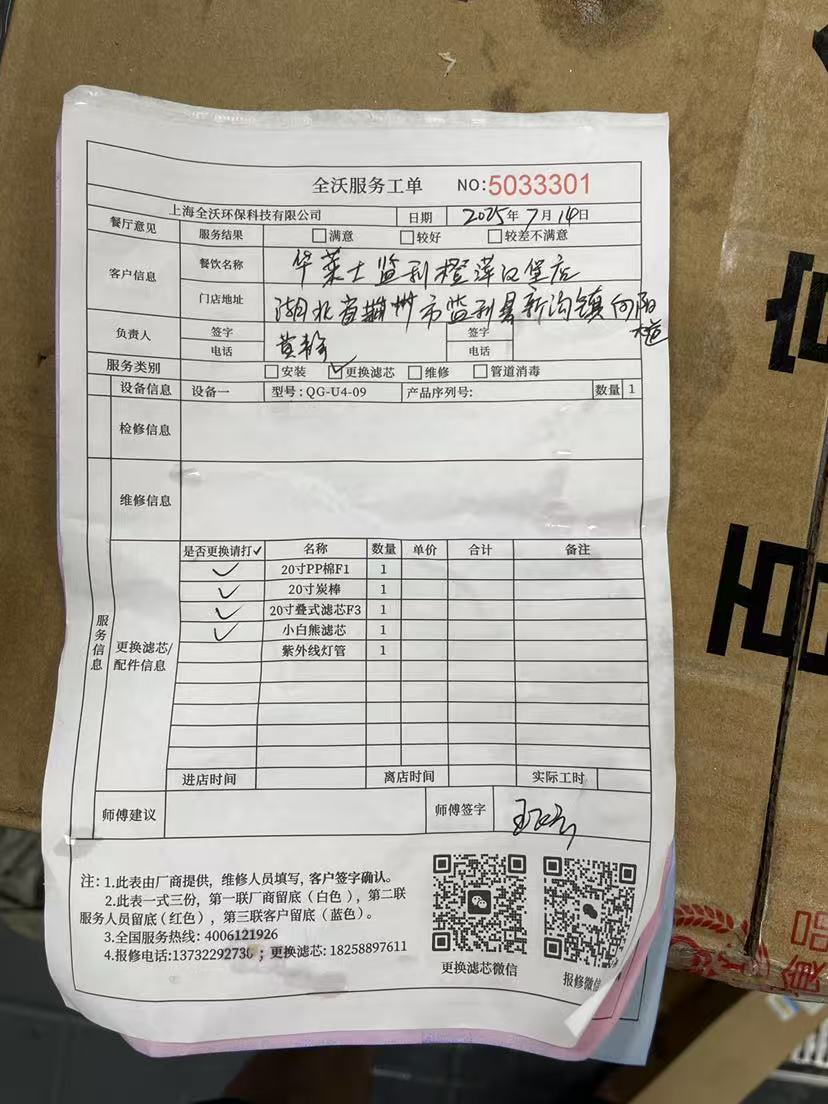 全沃服务工单 NO:5033301
上海全沃环保科技有限公司 日期 2025年7月14日
餐厅意见 服务结果 □满意 □较好 □较差不满意
客户信息 餐饮名称 华莱士监利橙莲汉堡店
门店地址 湖北省荆州市监利县新沟镇向阳大道
负责人 签字 黄 签字
电话 电话
服务类别 □安装 ☑更换滤芯 □维修 □管道消毒
设备信息 设备一 型号:QG-U4-09 产品序列号: 数量 1
检修信息
维修信息
服务信息
更换滤芯/配件信息
是否更换请打✓ 名称 数量 单价 合计 备注
✓ 20寸PP棉F1 1
✓ 20寸炭棒 1
✓ 20寸叠式滤芯F3 1
✓ 小白熊滤芯 1
紫外线灯管 1
进店时间 离店时间 实际工时
师傅建议 师傅签字
注:1.此表由厂商提供,维修人员填写,客户签字确认。
2.此表一式三份,第一联厂商留底(白色),第二联
服务人员留底(红色),第三联客户留底(蓝色)。
3.全国服务热线:4006121926
4.报修电话:13732292736;更换滤芯:18258897611
更换滤芯微信 报修微信